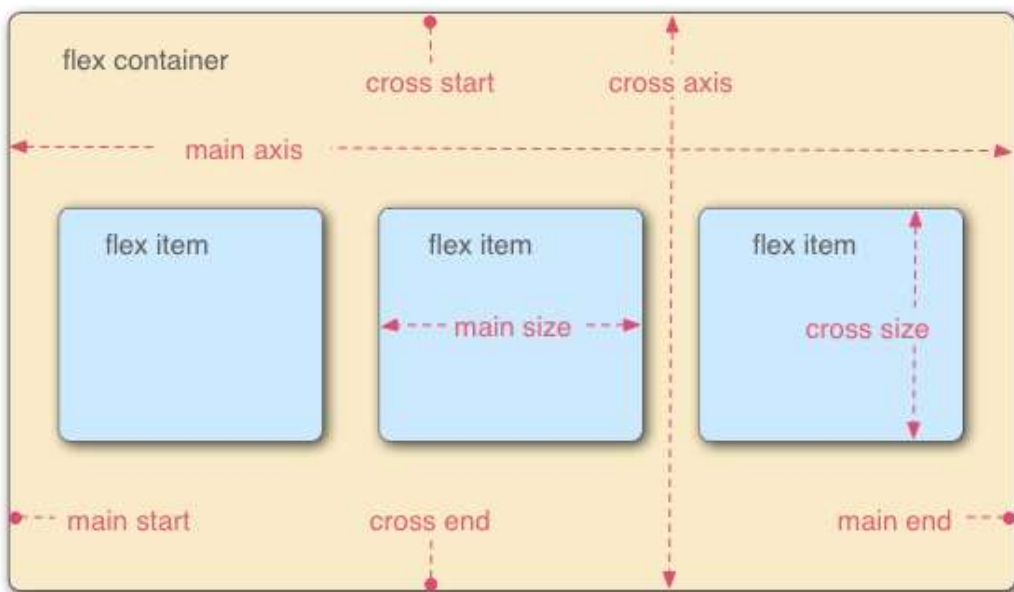 flex container
cross start
cross axis
main axis
flex item
flex item
flex item
main size
cross size
main start
cross end
main end